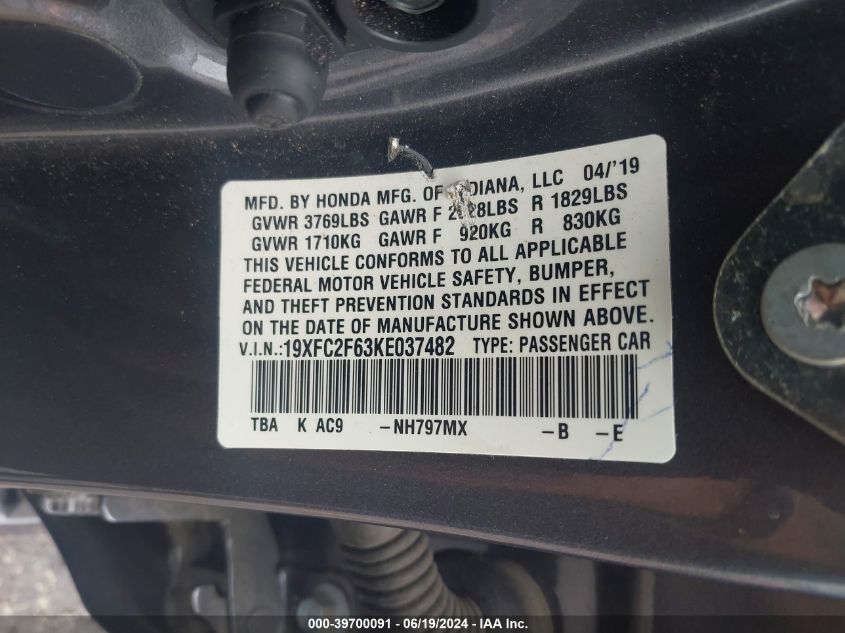 MFD. BY HONDA MFG. OF INDIANA, LLC 04/'19
GVWR 3769LBS GAWR F LBS R 1829LBS
GVWR 1710KG GAWR F 920KG R 830KG
THIS VEHICLE CONFORMS TO ALL APPLICABLE
FEDERAL MOTOR VEHICLE SAFETY, BUMPER,
AND THEFT PREVENTION STANDARDS IN EFFECT
ON THE DATE OF MANUFACTURE SHOWN ABOVE.
V.I.N.:19XFC2F63KE037482 TYPE: PASSENGER CAR
TBA K AC9 -NH797MX -B -E
000-39700091 - 06/19/2024 - IAA Inc.